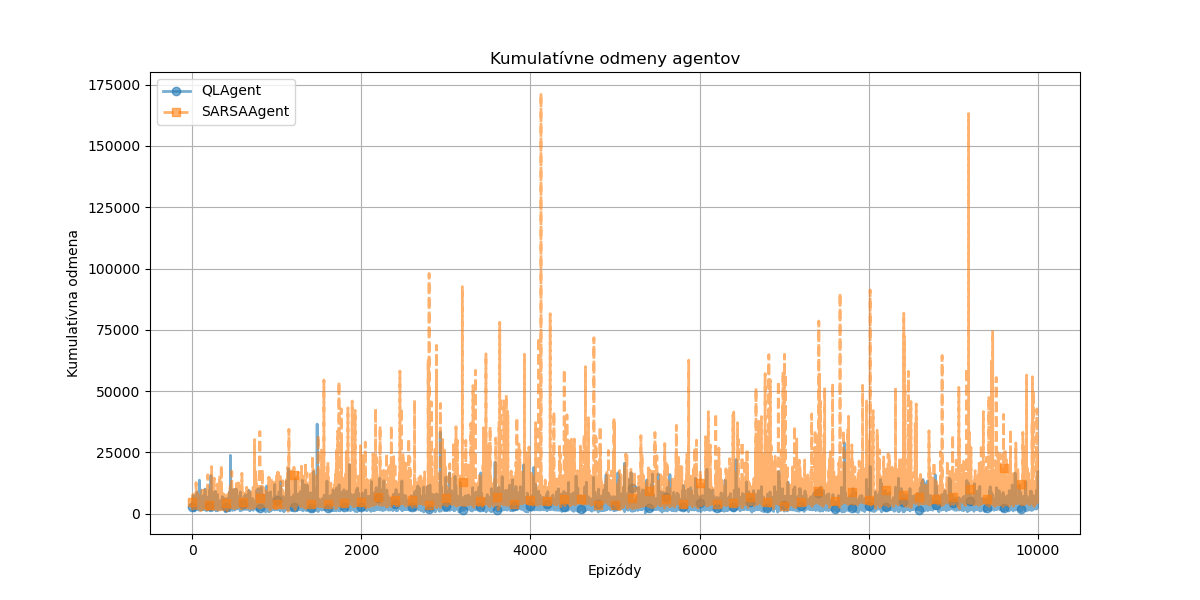 Kumulatívne odmeny agentov
QLAgent
SARSAAgent
Kumulatívna odmena
175000
150000
125000
100000
75000
50000
25000
0
0 2000 4000 6000 8000 10000
Epizódy